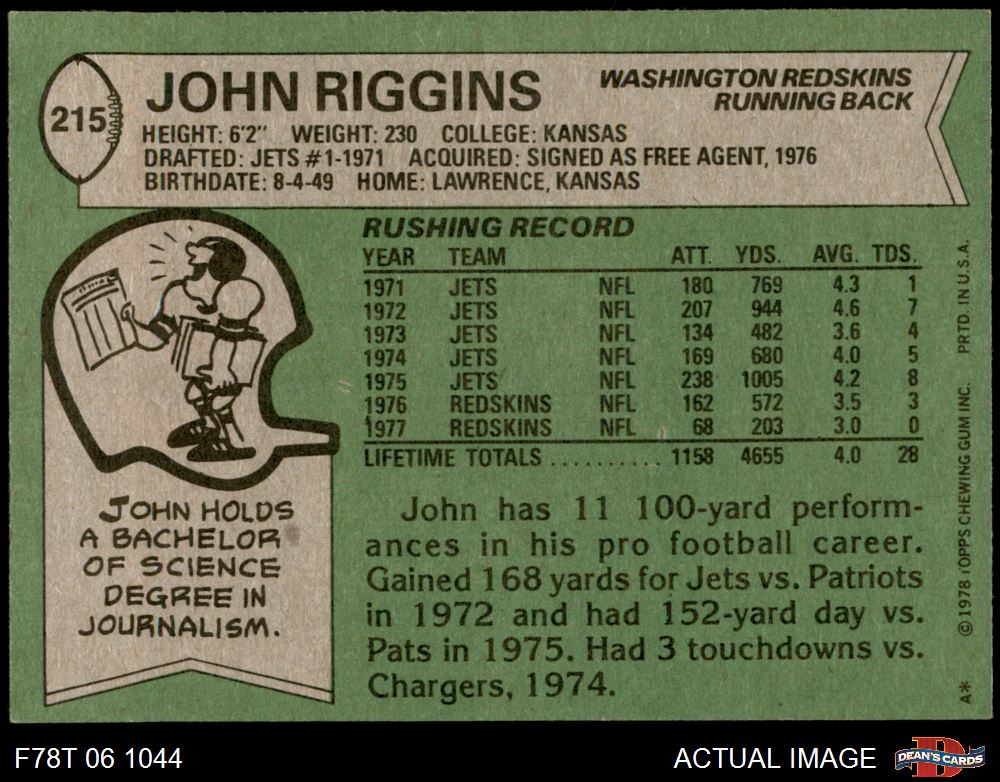 215
JOHN RIGGINS
WASHINGTON REDSKINS
RUNNING BACK
HEIGHT: 6'2" WEIGHT: 230 COLLEGE: KANSAS
DRAFTED: JETS #1-1971 ACQUIRED: SIGNED AS FREE AGENT, 1976
BIRTHDATE: 8-4-49 HOME: LAWRENCE, KANSAS
RUSHING RECORD
YEAR TEAM ATT. YDS. AVG. TDS.
1971 JETS NFL 180 769 4.3 1
1972 JETS NFL 207 944 4.6 7
1973 JETS NFL 134 482 3.6 4
1974 JETS NFL 169 680 4.0 5
1975 JETS NFL 238 1005 4.2 8
1976 REDSKINS NFL 162 572 3.5 3
1977 REDSKINS NFL 68 203 3.0 0
LIFETIME TOTALS .......... 1158 4655 4.0 28
JOHN HOLDS
A BACHELOR
OF SCIENCE
DEGREE IN
JOURNALISM.
John has 11 100-yard perform-
ances in his pro football career.
Gained 168 yards for Jets vs. Patriots
in 1972 and had 152-yard day vs.
Pats in 1975. Had 3 touchdowns vs.
Chargers, 1974.
A* © 1978 TOPPS CHEWING GUM INC. PRTD. IN U.S.A.
F78T 06 1044
ACTUAL IMAGE
D
DEAN'S CARDS